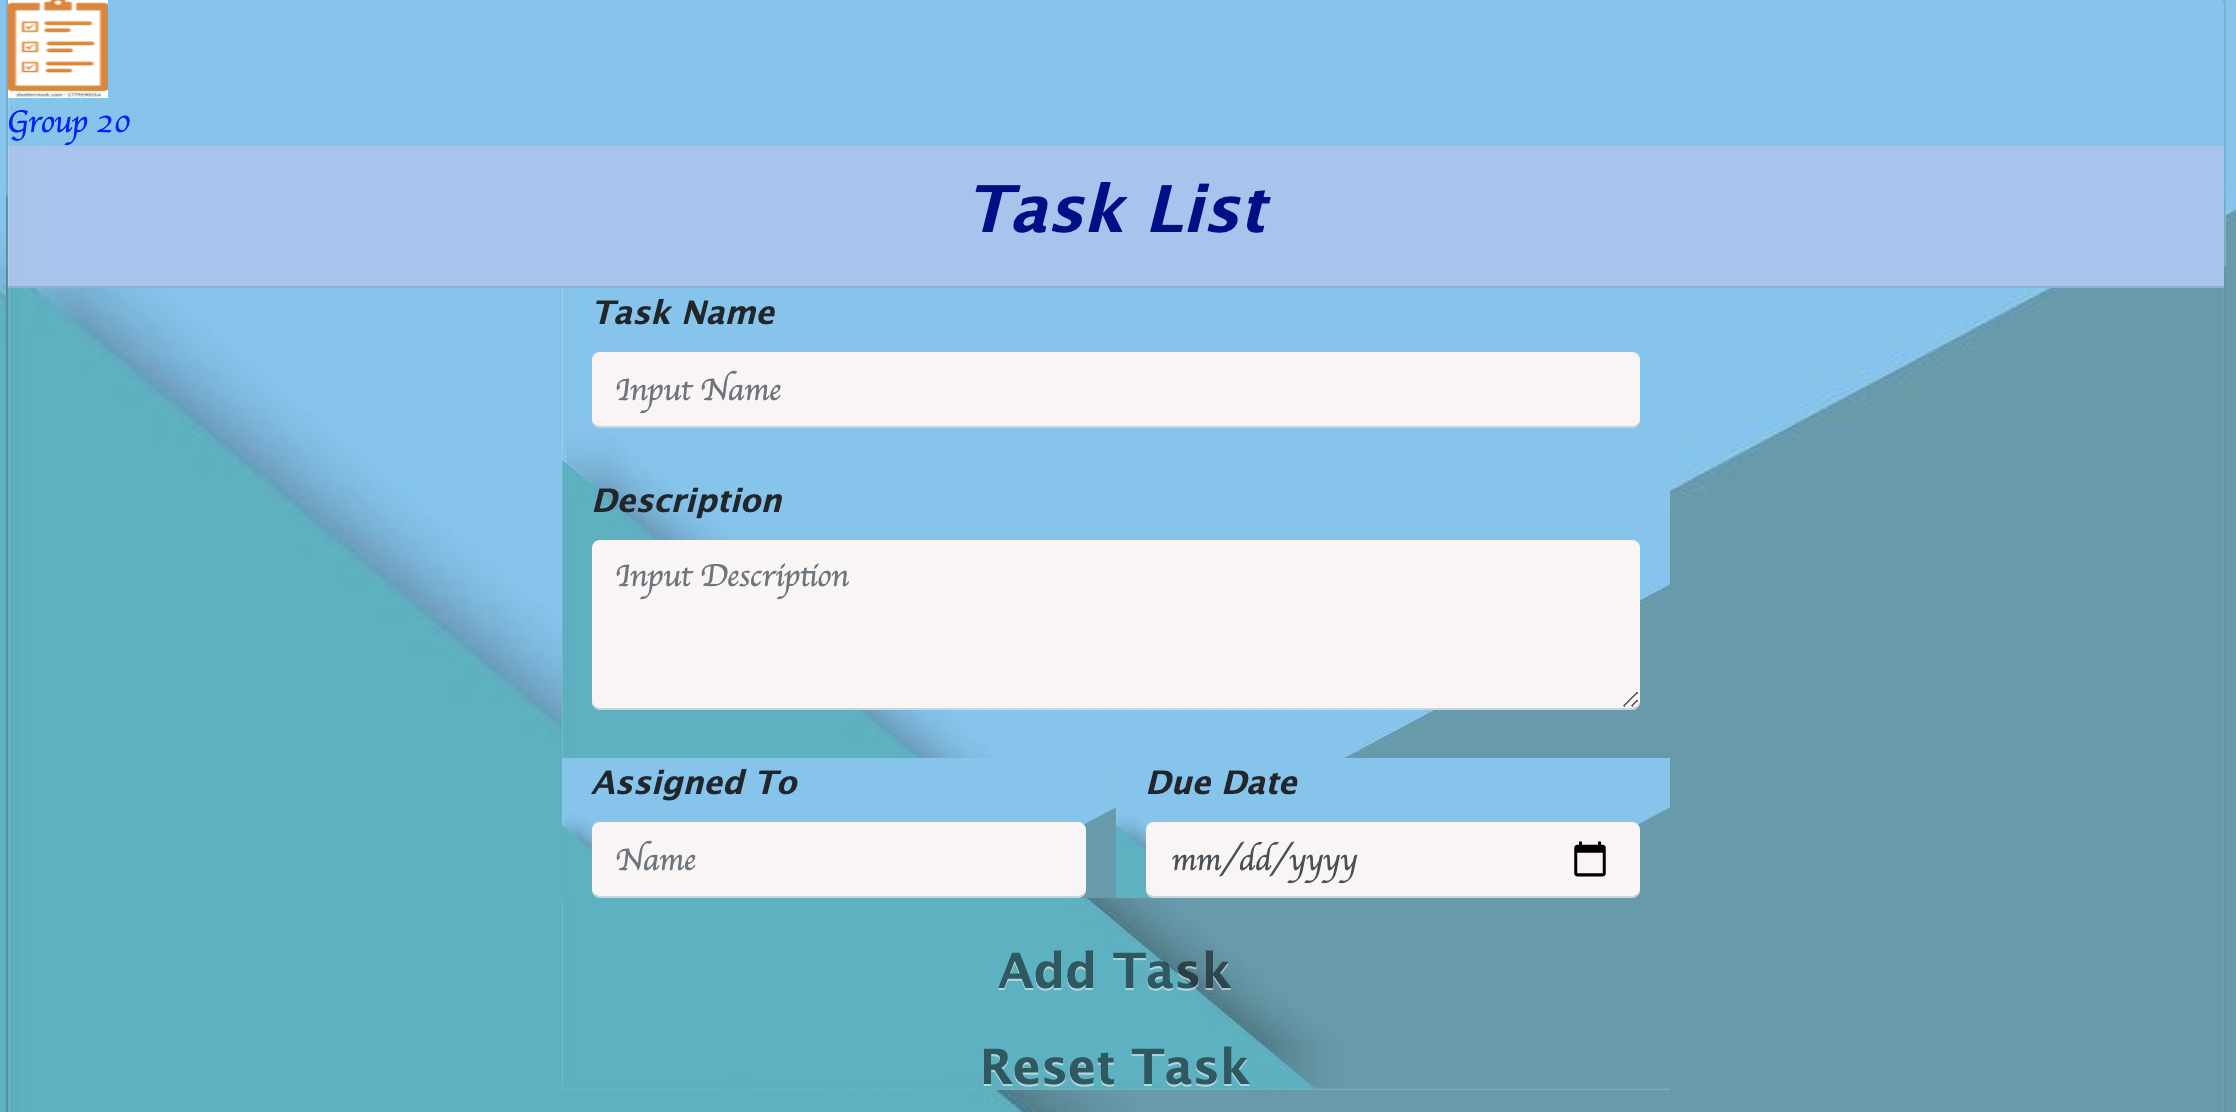 Group 20
Task List
Task Name
Input Name
Description
Input Description
Assigned To
Due Date
Name
mm/dd/yyyy
Add Task
Reset Task